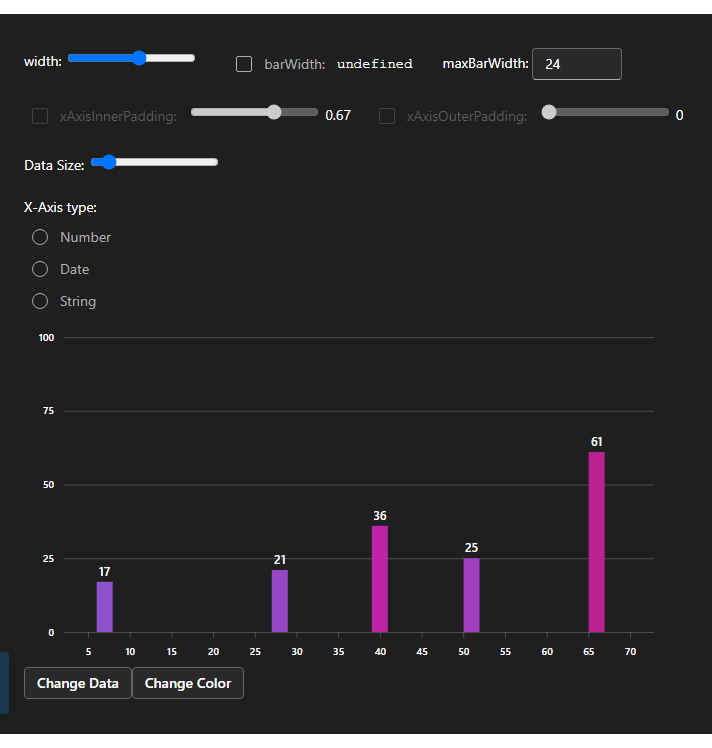 width: barWidth: undefined maxBarWidth: 24
xAxisInnerPadding: 0.67 xAxisOuterPadding: 0
Data Size:
X-Axis type:
Number
Date
String
100
75
61
50
36
25
25
21
17
0
5 10 15 20 25 30 35 40 45 50 55 60 65 70
Change Data Change Color